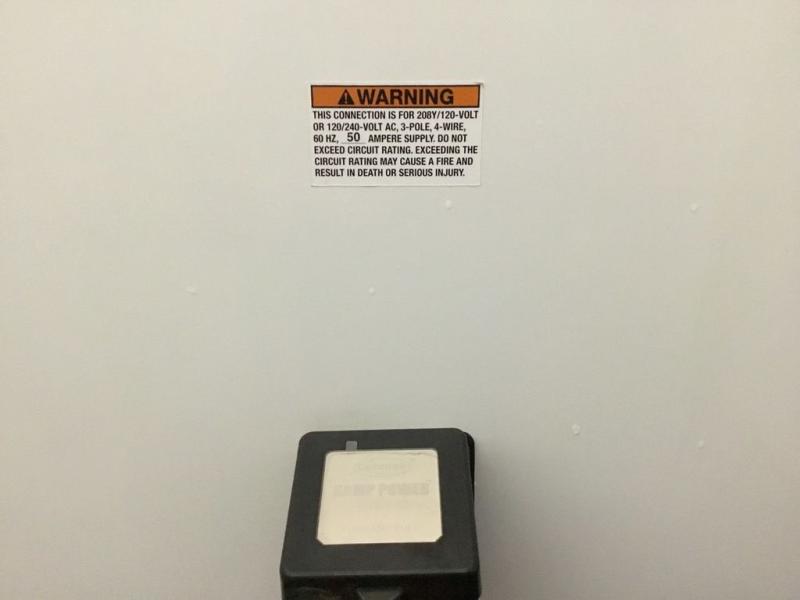 ⚠WARNING
THIS CONNECTION IS FOR 208Y/120-VOLT
OR 120/240-VOLT AC, 3-POLE, 4-WIRE,
60 HZ, 50 AMPERE SUPPLY. DO NOT
EXCEED CIRCUIT RATING. EXCEEDING THE
CIRCUIT RATING MAY CAUSE A FIRE AND
RESULT IN DEATH OR SERIOUS INJURY.
POWER